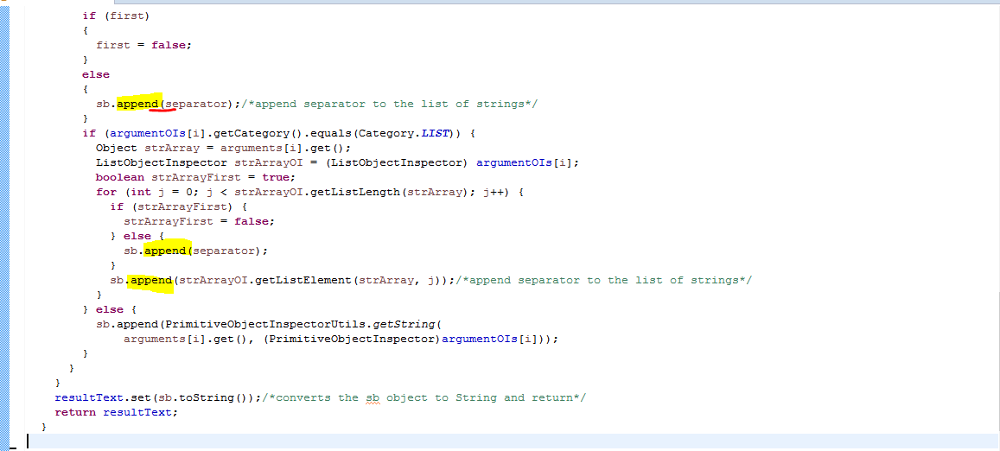 if (first)
{
first = false;
}
else
{
sb.append(separator);/*append separator to the list of strings*/
}
if (argumentOIs[i].getCategory().equals(Category.LIST)) {
Object strArray = arguments[i].get();
ListObjectInspector strArrayOI = (ListObjectInspector) argumentOIs[i];
boolean strArrayFirst = true;
for (int j = 0; j < strArrayOI.getListLength(strArray); j++) {
if (strArrayFirst) {
strArrayFirst = false;
} else {
sb.append(separator);
}
sb.append(strArrayOI.getListElement(strArray, j));/*append separator to the list of strings*/
}
} else {
sb.append(PrimitiveObjectInspectorUtils.getString(
arguments[i].get(), (PrimitiveObjectInspector)argumentOIs[i]));
}
}
}
resultText.set(sb.toString());/*converts the sb object to String and return*/
return resultText;
}